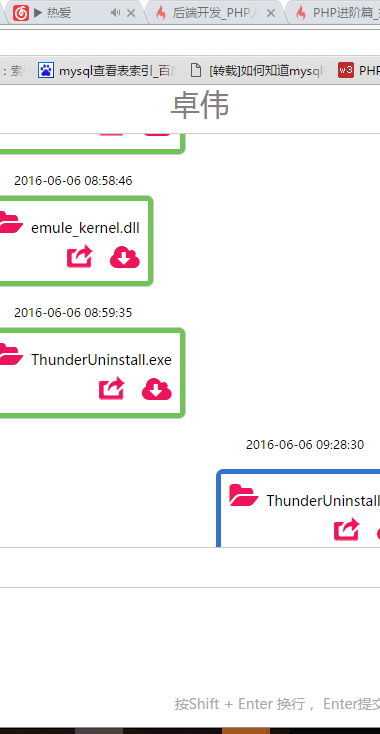 ▶ 热爱
后端开发_PHP
PHP进阶篇_
: 索
mysql查看表索引_百
[转载]如何知道mysql
w3 PHP
卓伟
2016-06-06 08:58:46
emule_kernel.dll
2016-06-06 08:59:35
ThunderUninstall.exe
2016-06-06 09:28:30
ThunderUninstall
按Shift + Enter 换行 ，Enter提交